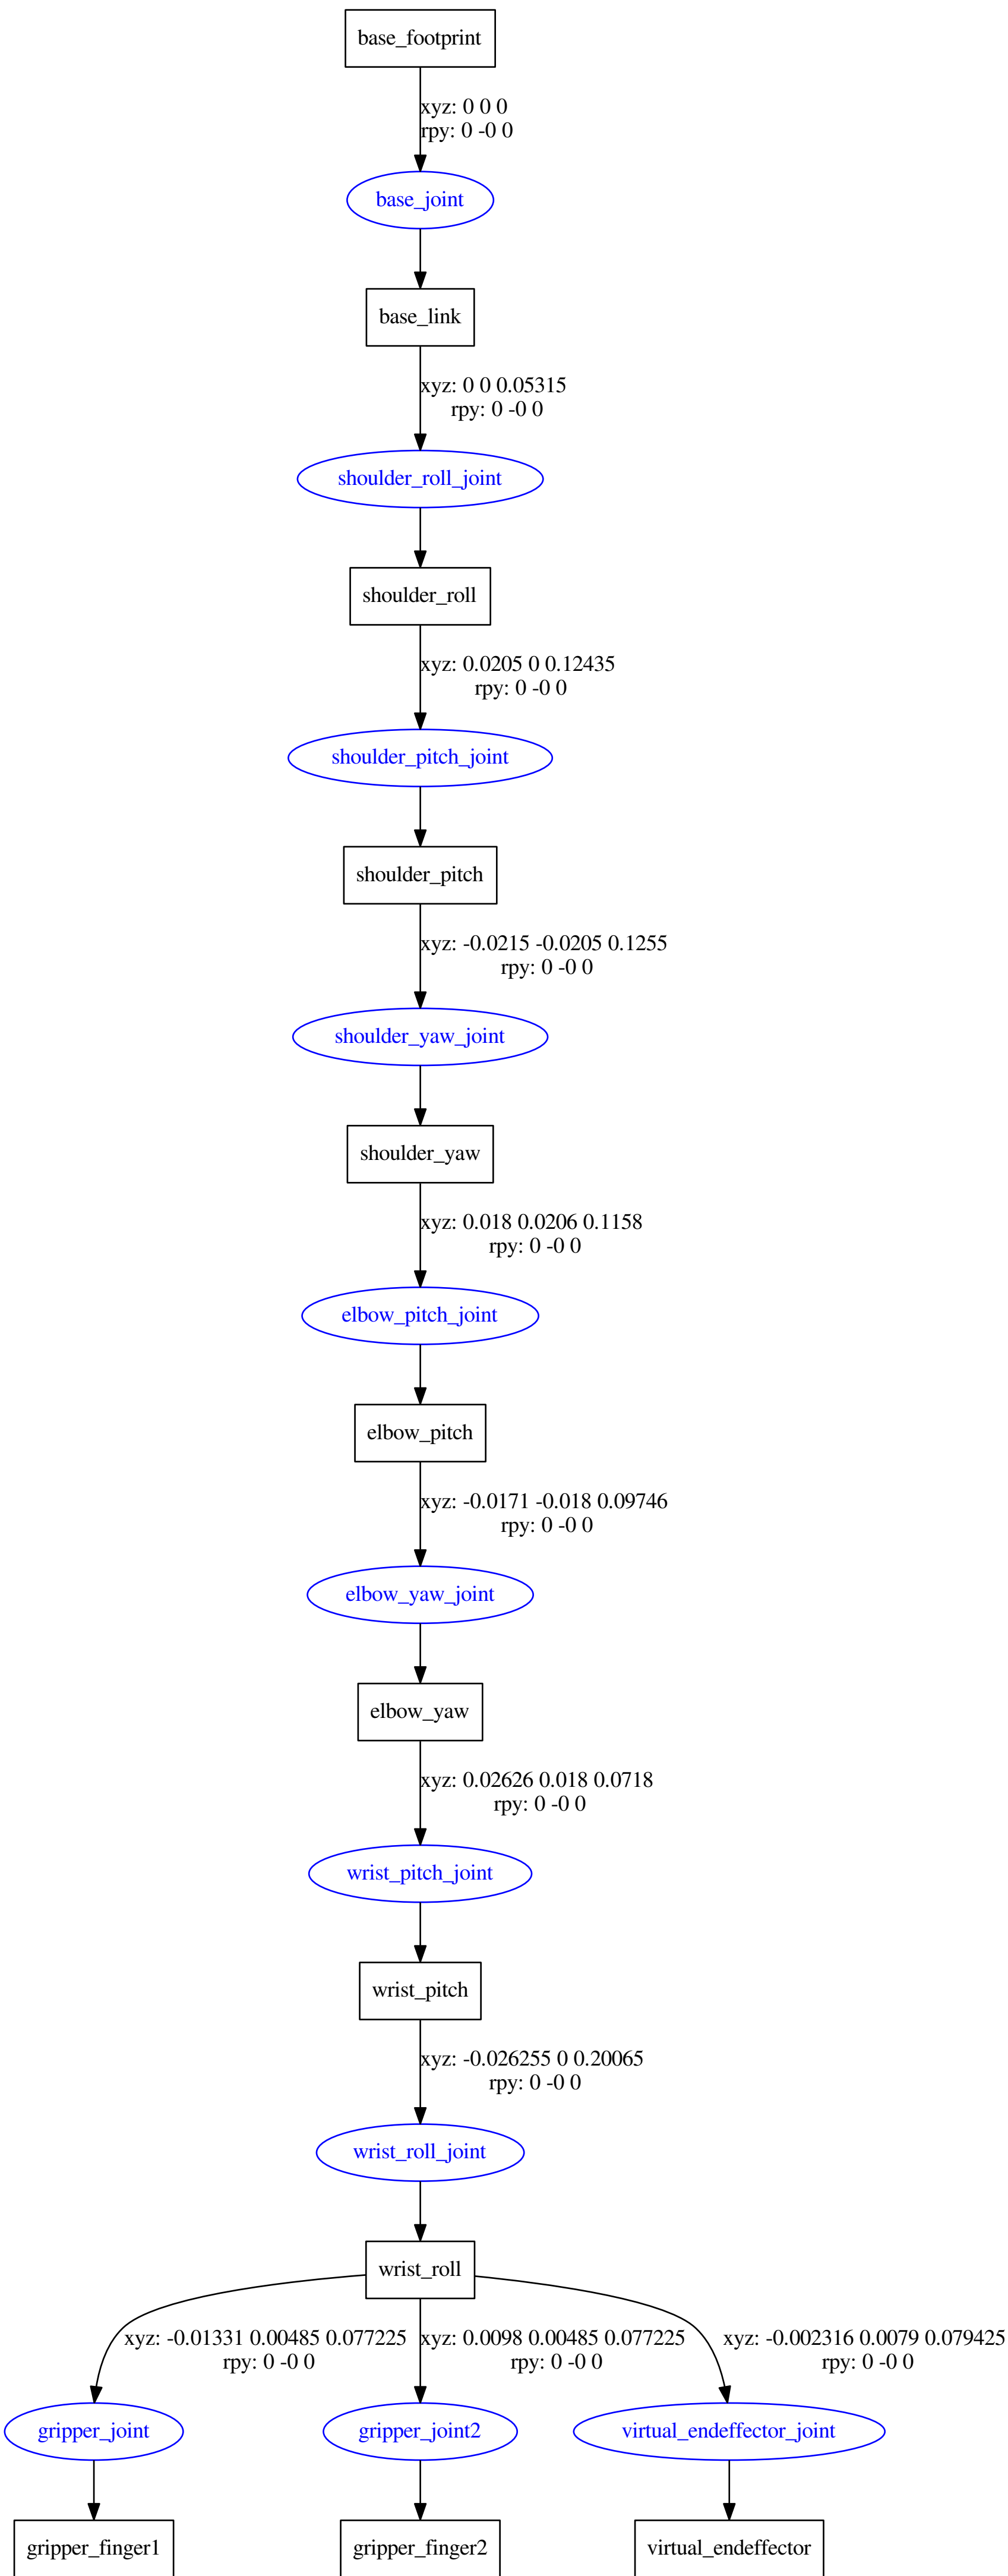 base_footprint
xyz: 0 0 0
rpy: 0 -0 0
base_joint
base_link
xyz: 0 0 0.05315
rpy: 0 -0 0
shoulder_roll_joint
shoulder_roll
xyz: 0.0205 0 0.12435
rpy: 0 -0 0
shoulder_pitch_joint
shoulder_pitch
xyz: -0.0215 -0.0205 0.1255
rpy: 0 -0 0
shoulder_yaw_joint
shoulder_yaw
xyz: 0.018 0.0206 0.1158
rpy: 0 -0 0
elbow_pitch_joint
elbow_pitch
xyz: -0.0171 -0.018 0.09746
rpy: 0 -0 0
elbow_yaw_joint
elbow_yaw
xyz: 0.02626 0.018 0.0718
rpy: 0 -0 0
wrist_pitch_joint
wrist_pitch
xyz: -0.026255 0 0.20065
rpy: 0 -0 0
wrist_roll_joint
wrist_roll
xyz: -0.01331 0.00485 0.077225
rpy: 0 -0 0
xyz: 0.0098 0.00485 0.077225
rpy: 0 -0 0
xyz: -0.002316 0.0079 0.079425
rpy: 0 -0 0
gripper_joint
gripper_joint2
virtual_endeffector_joint
gripper_finger1
gripper_finger2
virtual_endeffector